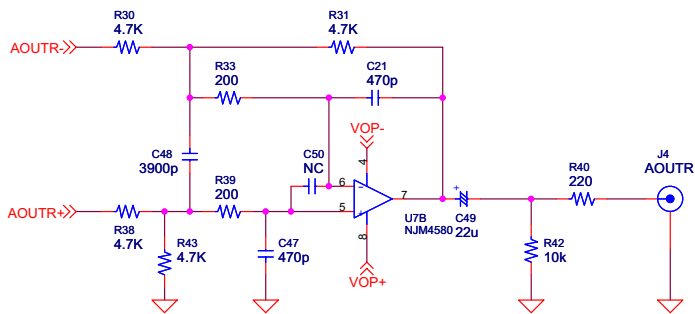 R30
4.7K
R31
4.7K
AOUTR-
R33
200
C21
470p
VOP-
4
C48
3900p
C50
NC
R39
200
6
5
7
8
U7B
NJM4580
C49
22u
+
R40
220
J4
AOUTR
AOUTR+
R38
4.7K
R43
4.7K
C47
470p
VOP+
R42
10k